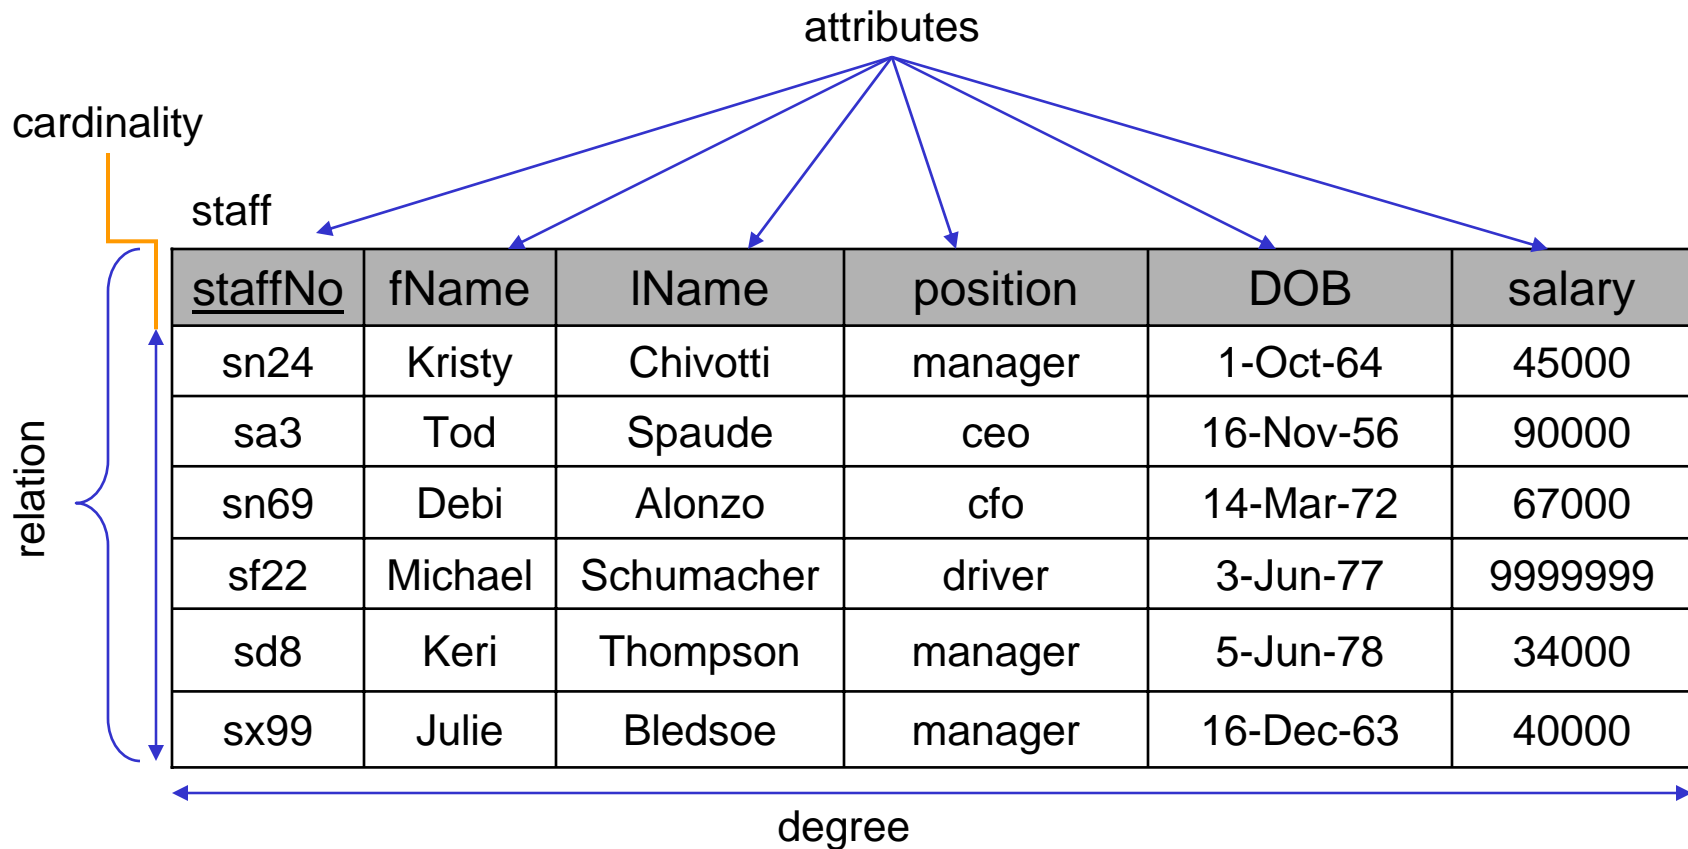 attributes
cardinality
staff
staffNo fName lName position DOB salary
sn24 Kristy Chivotti manager 1-Oct-64 45000
sa3 Tod Spaude ceo 16-Nov-56 90000
sn69 Debi Alonzo cfo 14-Mar-72 67000
sf22 Michael Schumacher driver 3-Jun-77 9999999
sd8 Keri Thompson manager 5-Jun-78 34000
sx99 Julie Bledsoe manager 16-Dec-63 40000
relation
degree